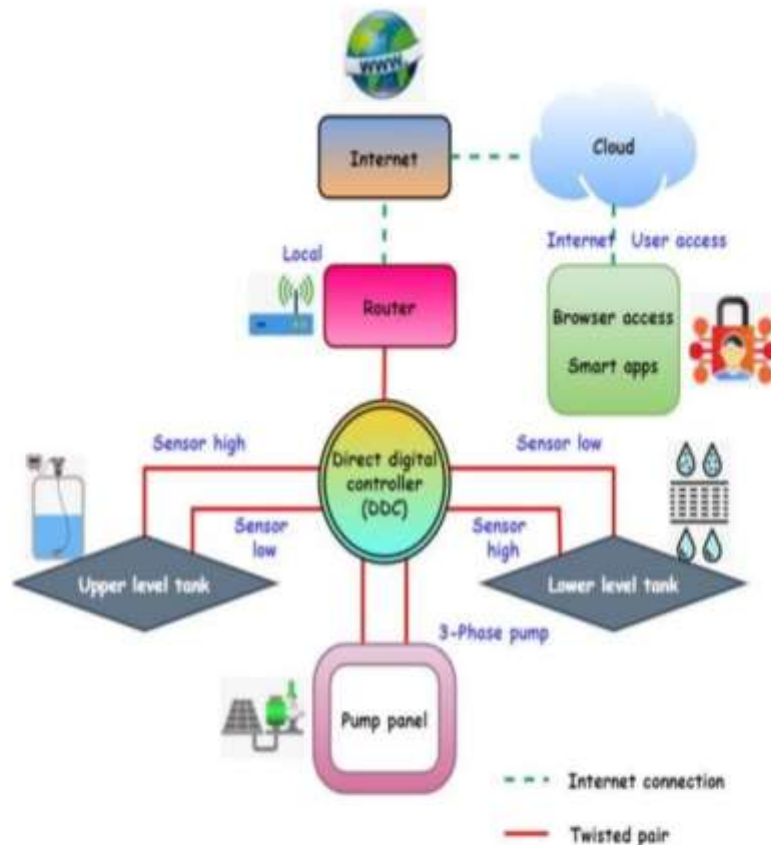 WWW
Internet
Cloud
Internet User access
Local
Router
Browser access
Smart apps
Sensor high
Sensor low
Direct digital
controller
(DDC)
Sensor
low
Sensor
high
Upper level tank
Lower level tank
3-Phase pump
Pump panel
Internet connection
Twisted pair